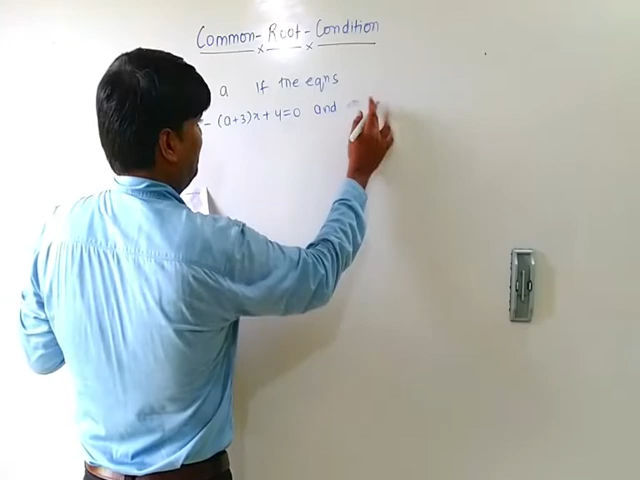 Common-Root-Condition
a If the eqns
- (a+3)x+4=0 and